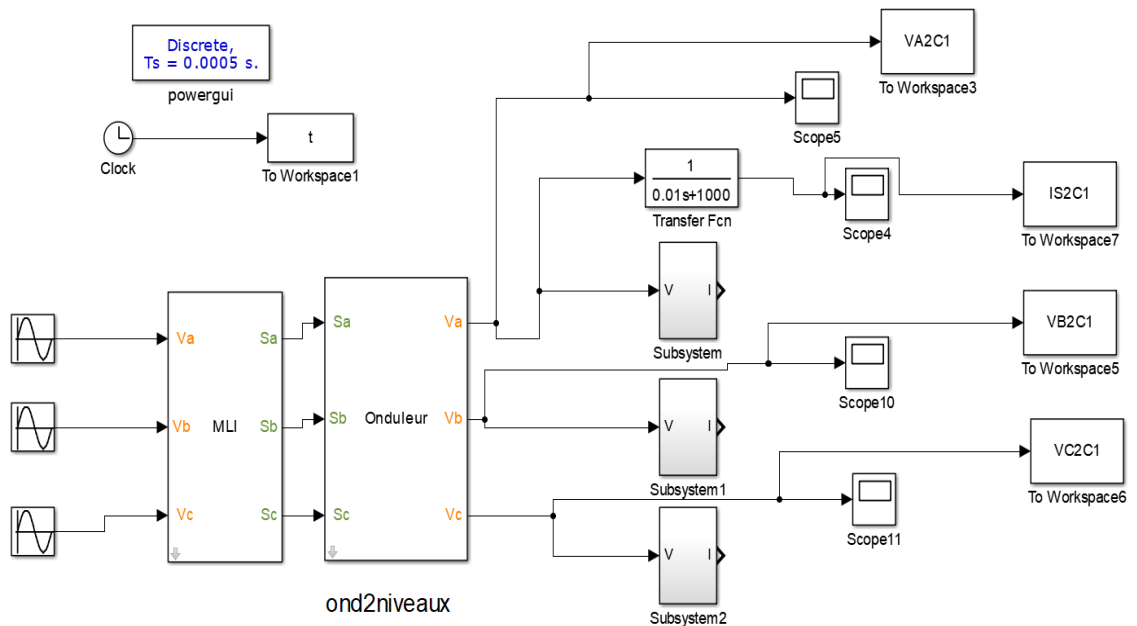 Discrete,
Ts = 0.0005 s.
powergui
Clock
t
To Workspace1
VA2C1
To Workspace3
Scope5
1
0.01s+1000
Transfer Fcn
Scope4
IS2C1
To Workspace7
V I
Subsystem
Va Sa
Vb MLI Sb
Vc Sc
Sa Va
Sb Onduleur Vb
Sc Vc
ond2niveaux
VB2C1
To Workspace5
Scope10
V I
Subsystem1
VC2C1
To Workspace6
Scope11
V I
Subsystem2